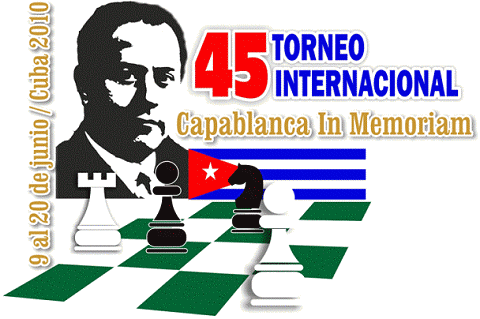 9 al 20 de junio / Cuba 2010
45 TORNEO
INTERNACIONAL
Capablanca In Memoriam